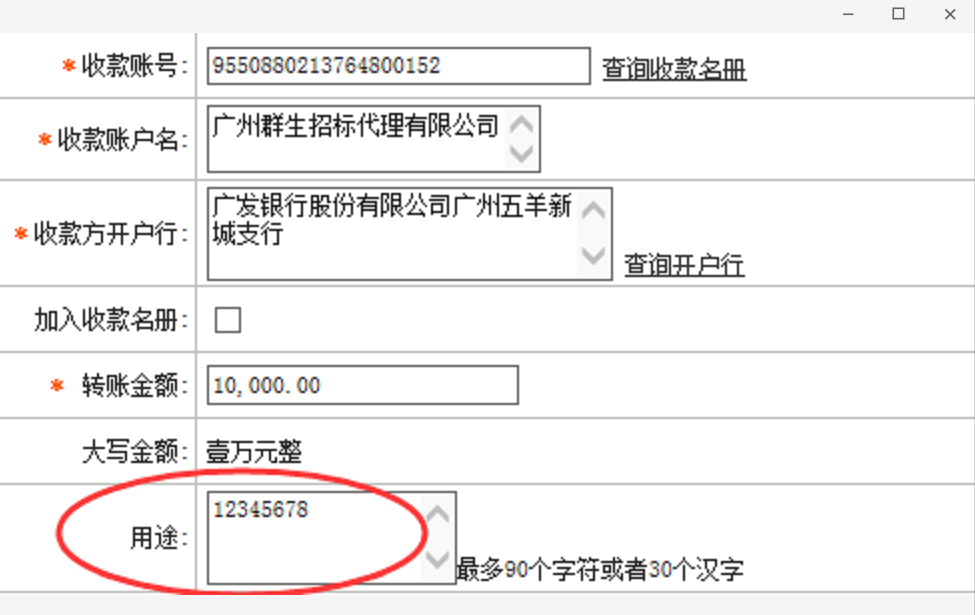 *收款账号: 9550880213764800152 查询收款名册
*收款账户名: 广州群生招标代理有限公司
*收款方开户行: 广发银行股份有限公司广州五羊新
城支行
查询开户行
加入收款名册:
* 转账金额: 10,000.00
大写金额: 壹万元整
用途: 12345678
最多90个字符或者30个汉字